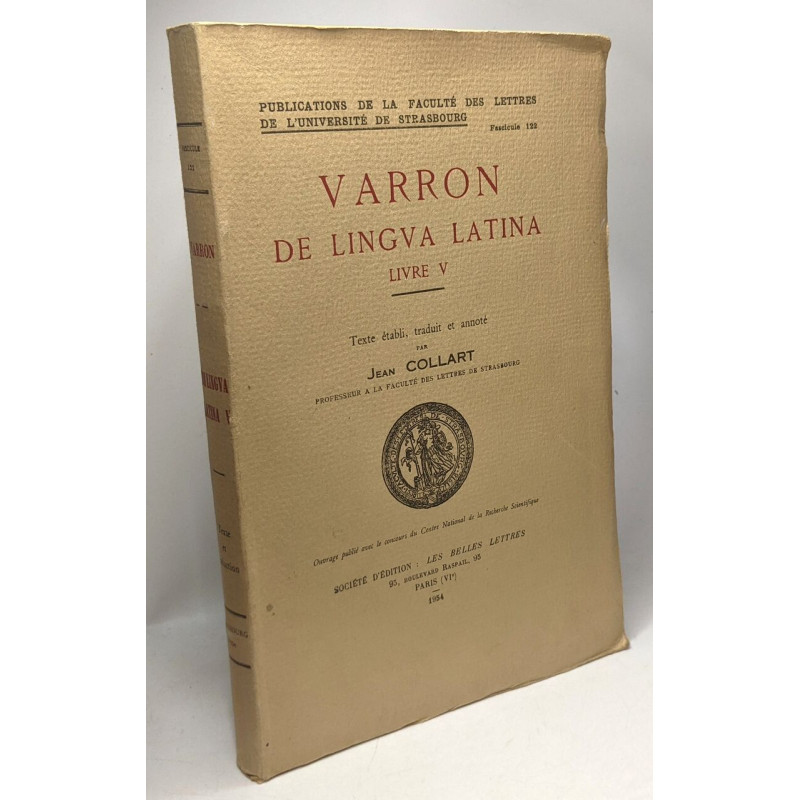 PUBLICATIONS DE LA FACULTÉ DES LETTRES
DE L'UNIVERSITÉ DE STRASBOURG
Fascicule 122
VARRON
DE LINGVA LATINA
LIVRE V
Texte établi, traduit et annoté
PAR
JEAN COLLART
PROFESSEUR A LA FACULTÉ DES LETTRES DE STRASBOURG
Ouvrage publié avec le concours du Centre National de la Recherche Scientifique
SOCIÉTÉ D'ÉDITION : LES BELLES LETTRES
95, BOULEVARD RASPAIL, 95
PARIS (VIe)
1954
FASCICULE
VARRON
LINGVA
LATINA V
et